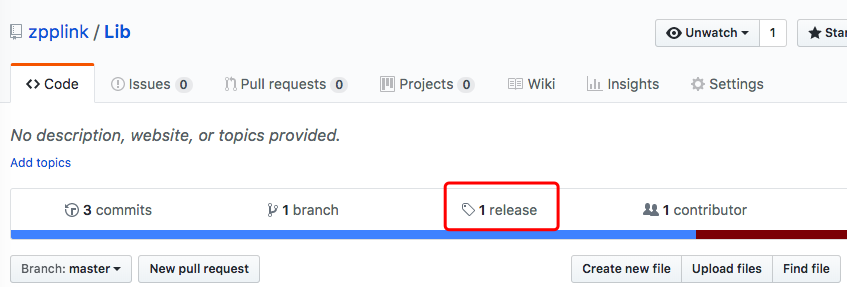 zpplink / Lib
Unwatch 1
Code Issues 0 Pull requests 0 Projects 0 Wiki Insights Settings
No description, website, or topics provided.
Add topics
3 commits 1 branch 1 release 1 contributor
Branch: master New pull request Create new file Upload files Find file